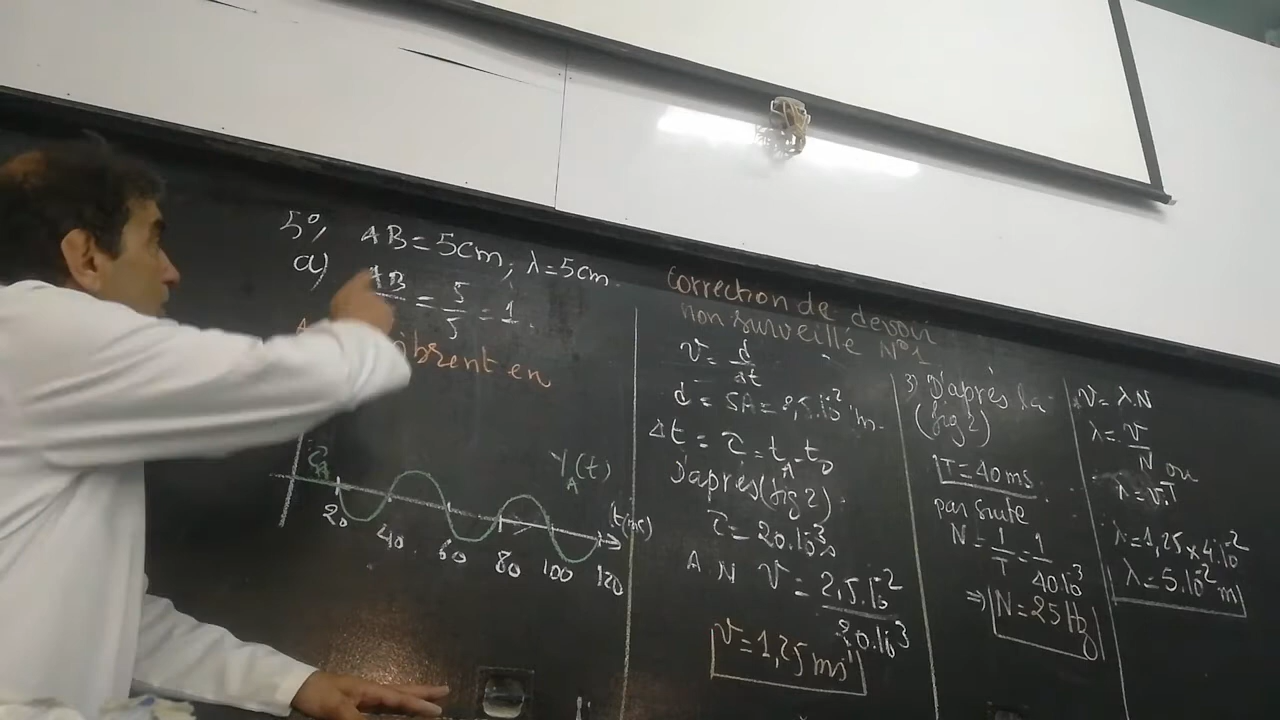 5°/ AB = 5cm, λ = 5cm.
a) AB = 5/5 = 1.
vibrent en
Y_A(t)
t(ms)
20 40 60 80 100 120
Correction de devoir
non surveillé N°1
v = d/Δt
d = SA = 2,5.10^-2 m.
Δt = τ = t_A - t_0
D'après (fig 2)
τ = 20.10^-3 s
A N v = 2,5.10^-2 / 20.10^-3
v = 1,25 ms^-1
3) D'après la
(fig 2)
T = 40 ms
par suite
N = 1/T = 1/40.10^-3
⇒ N = 25 Hz
v = λ.N
λ = v/N ou
λ = v.T
λ = 1,25 × 4.10^-2
λ = 5.10^-2 m